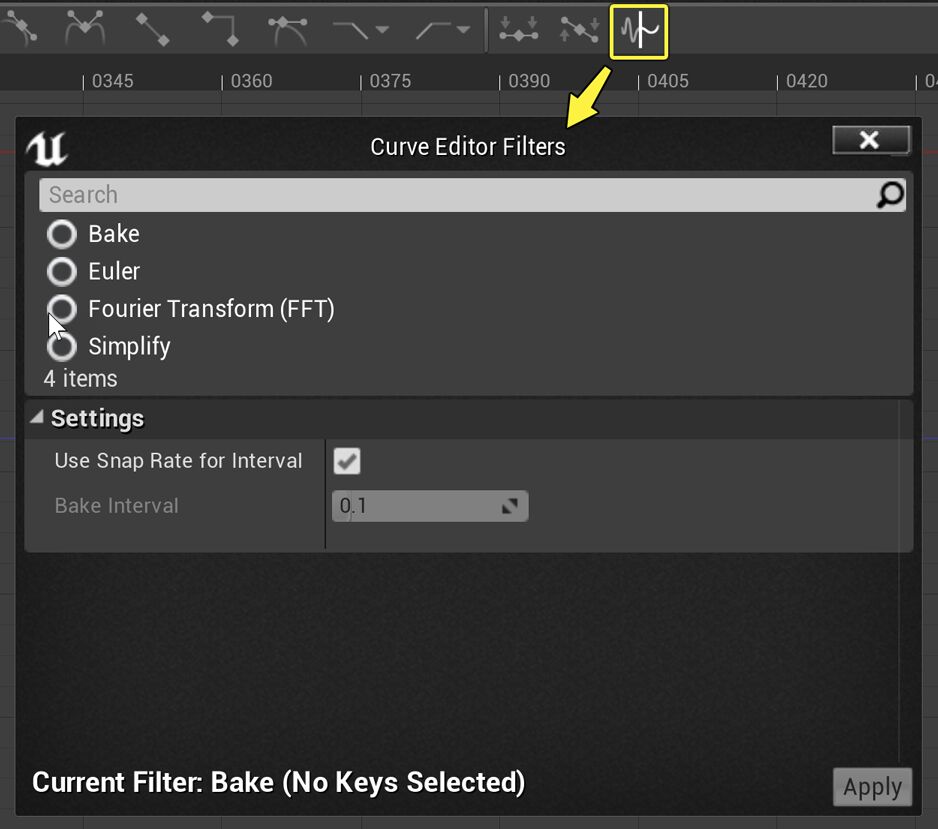 0345 0360 0375 0390 0405 0420
Curve Editor Filters
Search
Bake
Euler
Fourier Transform (FFT)
Simplify
4 items
Settings
Use Snap Rate for Interval
Bake Interval 0.1
Current Filter: Bake (No Keys Selected)
Apply